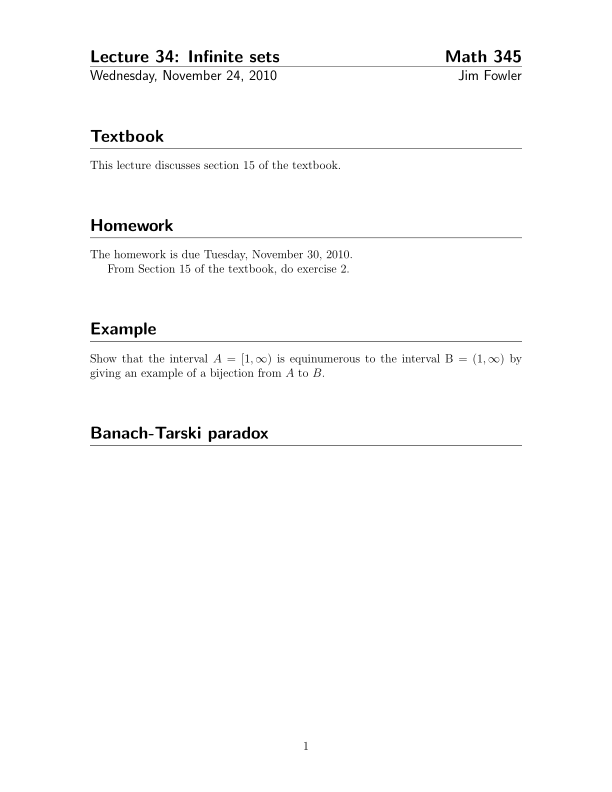 Lecture 34: Infinite sets Math 345
Wednesday, November 24, 2010 Jim Fowler
Textbook
This lecture discusses section 15 of the textbook.
Homework
The homework is due Tuesday, November 30, 2010.
From Section 15 of the textbook, do exercise 2.
Example
Show that the interval A = [1, ∞) is equinumerous to the interval B = (1, ∞) by
giving an example of a bijection from A to B.
Banach-Tarski paradox
1